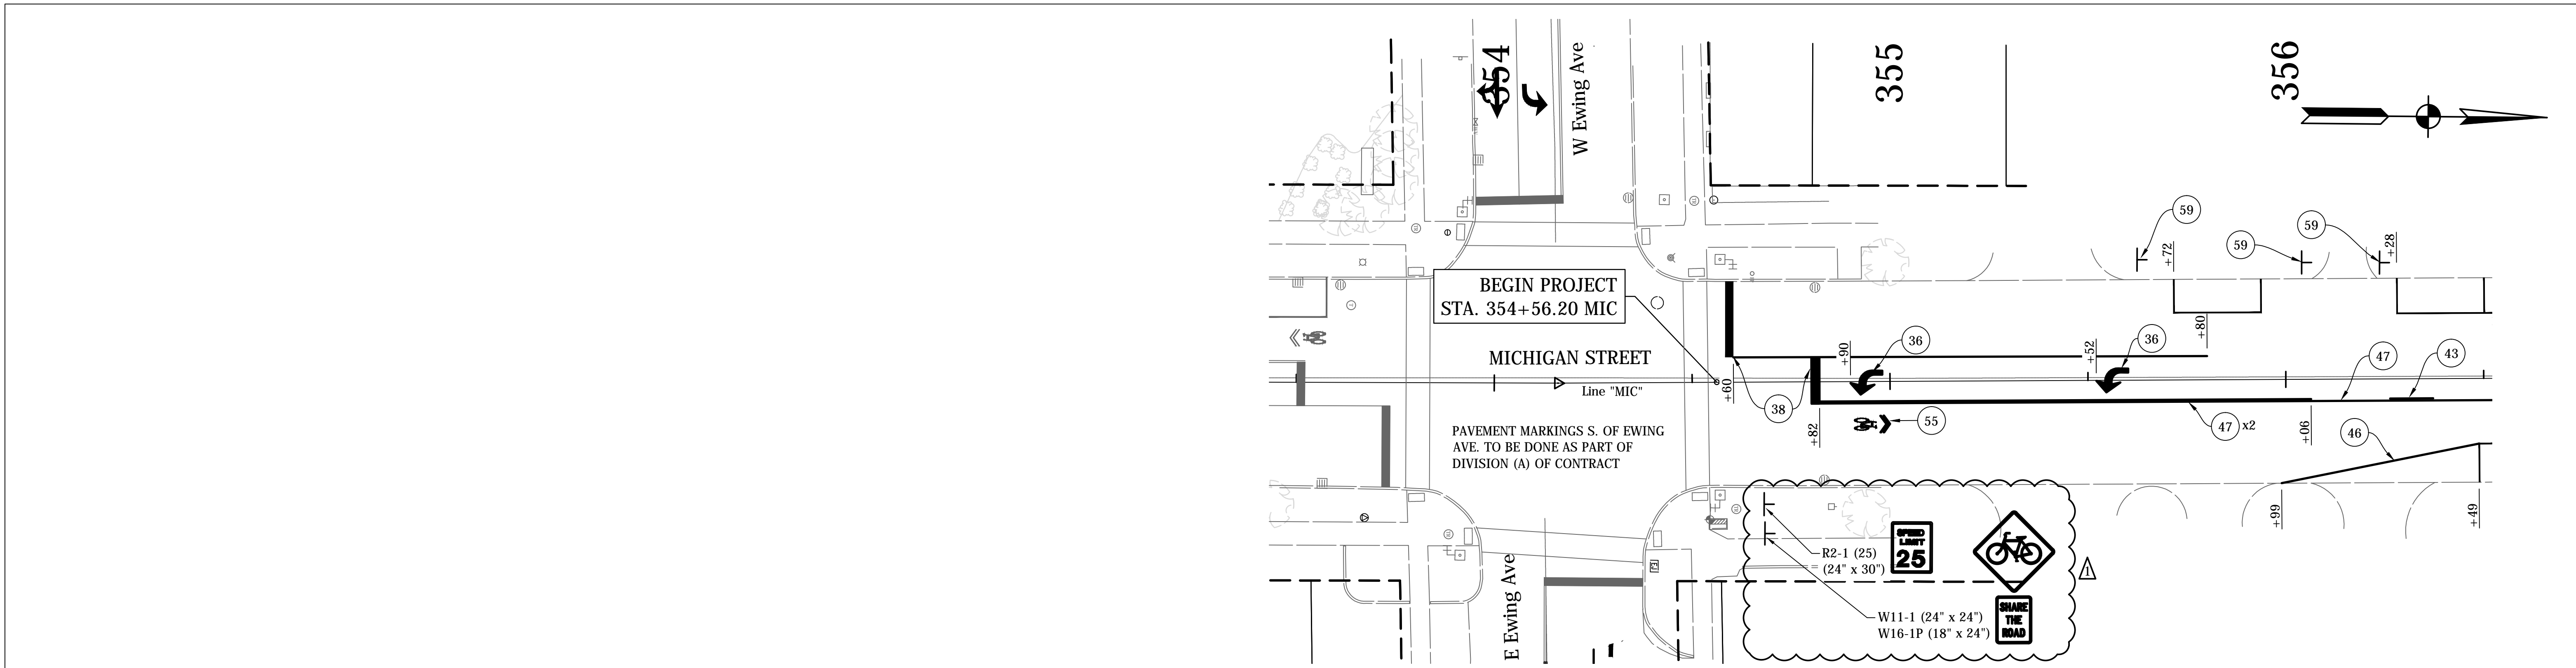 354
W Ewing Ave
355
356
59
59
59
+72
+28
BEGIN PROJECT
STA. 354+56.20 MIC
MICHIGAN STREET
Line "MIC"
+60
+90
36
+52
36
+80
47
43
38
+82
55
47 x2
+06
46
PAVEMENT MARKINGS S. OF EWING
AVE. TO BE DONE AS PART OF
DIVISION (A) OF CONTRACT
+99
+49
R2-1 (25)
(24" x 30")
SPEED
LIMIT
25
W11-1 (24" x 24")
W16-1P (18" x 24")
SHARE
THE
ROAD
1
E Ewing Ave